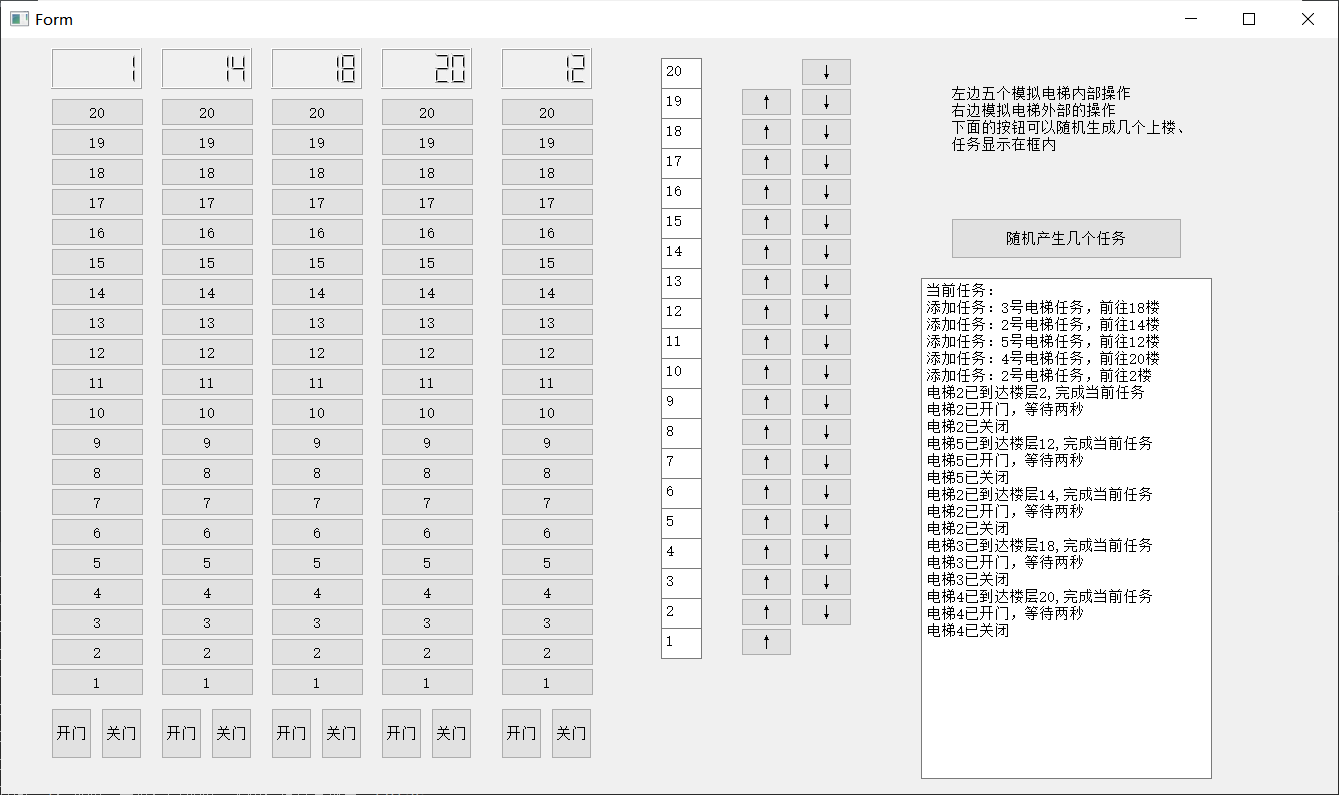 Form
1 14 18 20 12
20 20 20 20 20
19 19 19 19 19
18 18 18 18 18
17 17 17 17 17
16 16 16 16 16
15 15 15 15 15
14 14 14 14 14
13 13 13 13 13
12 12 12 12 12
11 11 11 11 11
10 10 10 10 10
9 9 9 9 9
8 8 8 8 8
7 7 7 7 7
6 6 6 6 6
5 5 5 5 5
4 4 4 4 4
3 3 3 3 3
2 2 2 2 2
1 1 1 1 1
开门 关门 开门 关门 开门 关门 开门 关门 开门 关门
20 ↓
19 ↑ ↓
18 ↑ ↓
17 ↑ ↓
16 ↑ ↓
15 ↑ ↓
14 ↑ ↓
13 ↑ ↓
12 ↑ ↓
11 ↑ ↓
10 ↑ ↓
9 ↑ ↓
8 ↑ ↓
7 ↑ ↓
6 ↑ ↓
5 ↑ ↓
4 ↑ ↓
3 ↑ ↓
2 ↑ ↓
1 ↑
左边五个模拟电梯内部操作
右边模拟电梯外部的操作
下面的按钮可以随机生成几个上楼、
任务显示在框内
随机产生几个任务
当前任务:
添加任务: 3号电梯任务，前往18楼
添加任务: 2号电梯任务，前往14楼
添加任务: 5号电梯任务，前往12楼
添加任务: 4号电梯任务，前往20楼
添加任务: 2号电梯任务，前往2楼
电梯2已到达楼层2,完成当前任务
电梯2已开门，等待两秒
电梯2已关闭
电梯5已到达楼层12,完成当前任务
电梯5已开门，等待两秒
电梯5已关闭
电梯2已到达楼层14,完成当前任务
电梯2已开门，等待两秒
电梯2已关闭
电梯3已到达楼层18,完成当前任务
电梯3已开门，等待两秒
电梯3已关闭
电梯4已到达楼层20,完成当前任务
电梯4已开门，等待两秒
电梯4已关闭